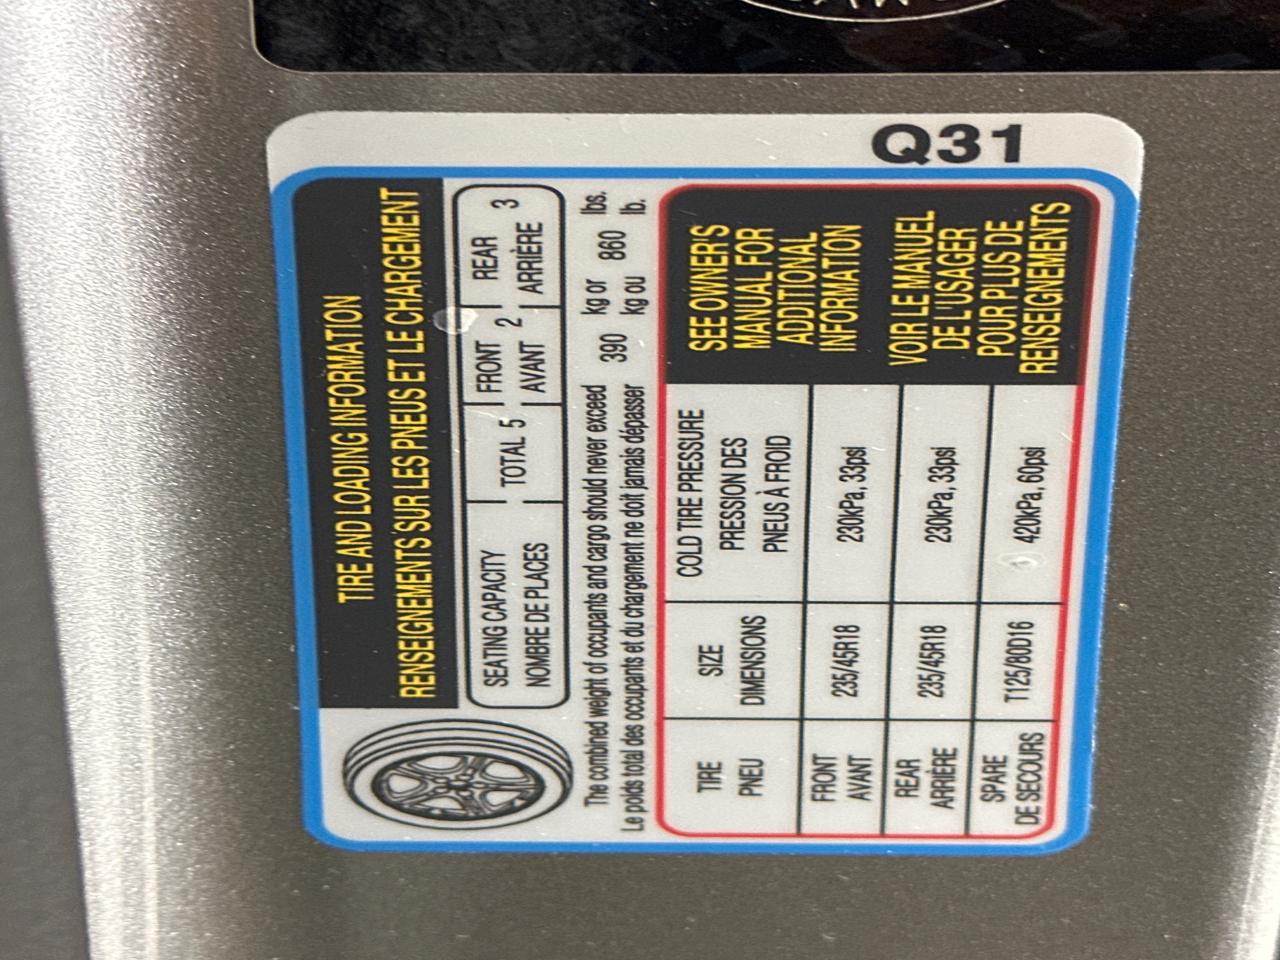 Q31
TIRE AND LOADING INFORMATION
RENSEIGNEMENTS SUR LES PNEUS ET LE CHARGEMENT
SEATING CAPACITY
NOMBRE DE PLACES
TOTAL 5
FRONT
AVANT 2
REAR
ARRIÈRE 3
The combined weight of occupants and cargo should never exceed 390 kg or 860 lbs.
Le poids total des occupants et du chargement ne doit jamais dépasser kg ou lb.
TIRE
PNEU
SIZE
DIMENSIONS
COLD TIRE PRESSURE
PRESSION DES
PNEUS À FROID
FRONT
AVANT
235/45R18
230kPa, 33psi
REAR
ARRIÈRE
235/45R18
230kPa, 33psi
SPARE
DE SECOURS
T125/80D16
420kPa, 60psi
SEE OWNER'S
MANUAL FOR
ADDITIONAL
INFORMATION
VOIR LE MANUEL
DE L'USAGER
POUR PLUS DE
RENSEIGNEMENTS